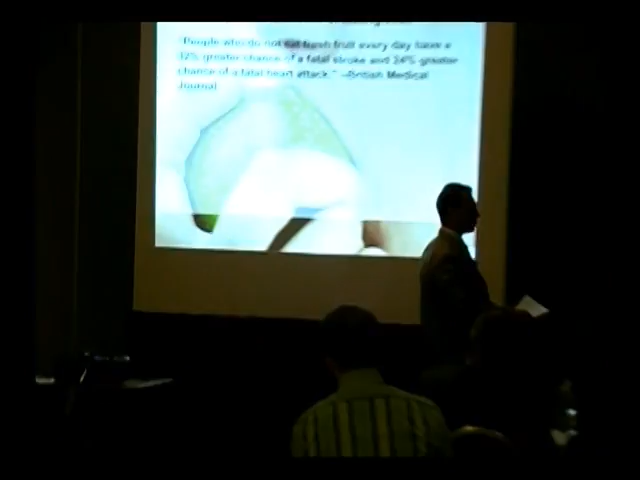 "People who do not eat fresh fruit every day have a
32% greater chance of a fatal stroke and 24% greater
chance of a fatal heart attack." –British Medical
Journal